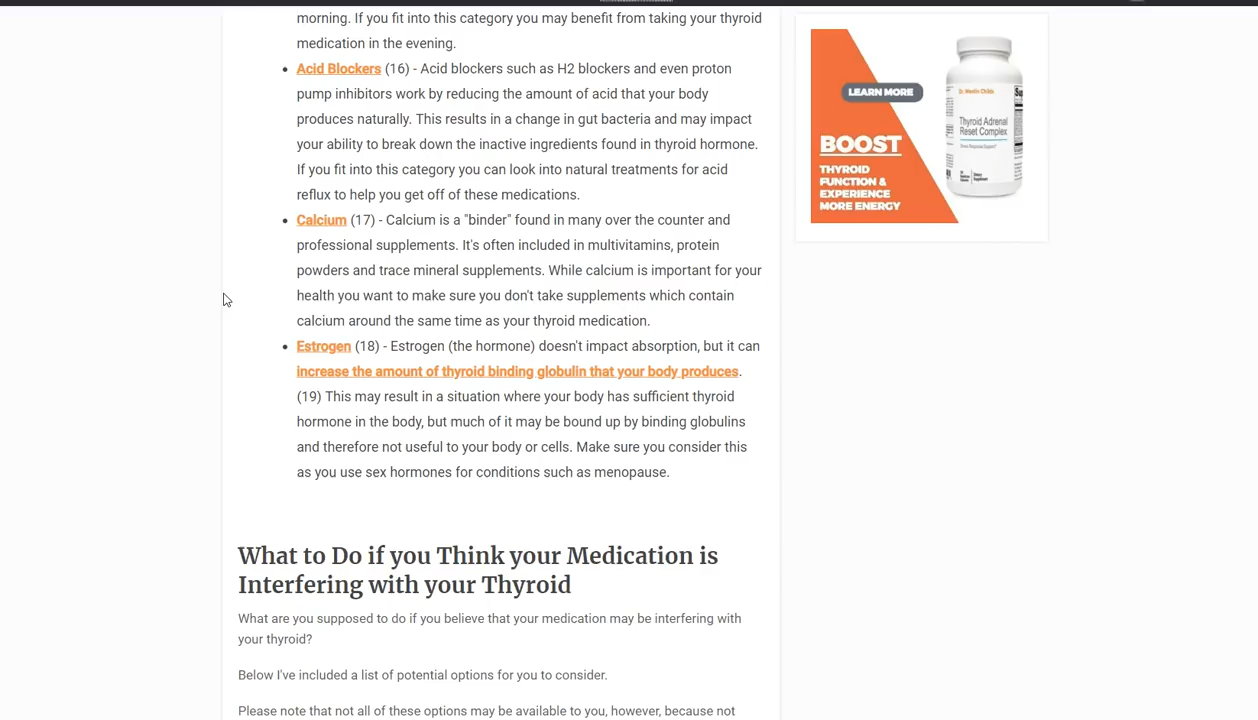 morning. If you fit into this category you may benefit from taking your thyroid
medication in the evening.
• Acid Blockers (16) - Acid blockers such as H2 blockers and even proton
pump inhibitors work by reducing the amount of acid that your body
produces naturally. This results in a change in gut bacteria and may impact
your ability to break down the inactive ingredients found in thyroid hormone.
If you fit into this category you can look into natural treatments for acid
reflux to help you get off of these medications.
• Calcium (17) - Calcium is a "binder" found in many over the counter and
professional supplements. It's often included in multivitamins, protein
powders and trace mineral supplements. While calcium is important for your
health you want to make sure you don't take supplements which contain
calcium around the same time as your thyroid medication.
• Estrogen (18) - Estrogen (the hormone) doesn't impact absorption, but it can
increase the amount of thyroid binding globulin that your body produces.
(19) This may result in a situation where your body has sufficient thyroid
hormone in the body, but much of it may be bound up by binding globulins
and therefore not useful to your body or cells. Make sure you consider this
as you use sex hormones for conditions such as menopause.
What to Do if you Think your Medication is
Interfering with your Thyroid
What are you supposed to do if you believe that your medication may be interfering with
your thyroid?
Below I've included a list of potential options for you to consider.
Please note that not all of these options may be available to you, however, because not
LEARN MORE
BOOST
THYROID
FUNCTION &
EXPERIENCE
MORE ENERGY
Dr. Westin Childs
Thyroid Adrenal
Reset Complex